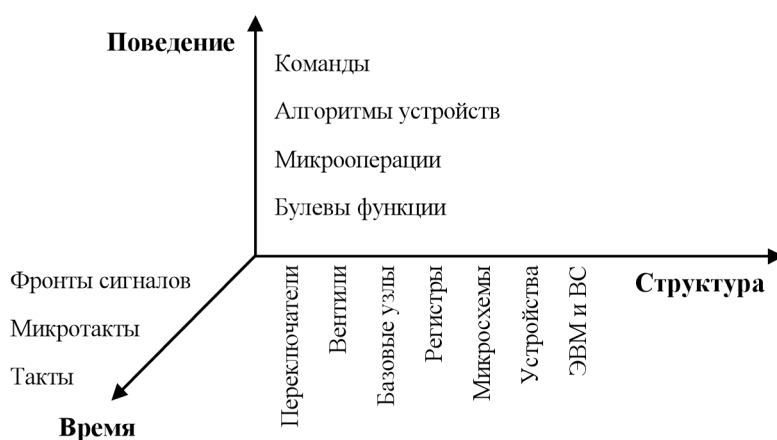 Поведение
Команды
Алгоритмы устройств
Микрооперации
Булевы функции
Фронты сигналов
Микротакты
Такты
Время
Переключатели
Вентили
Базовые узлы
Регистры
Микросхемы
Устройства
ЭВМ и ВС
Структура